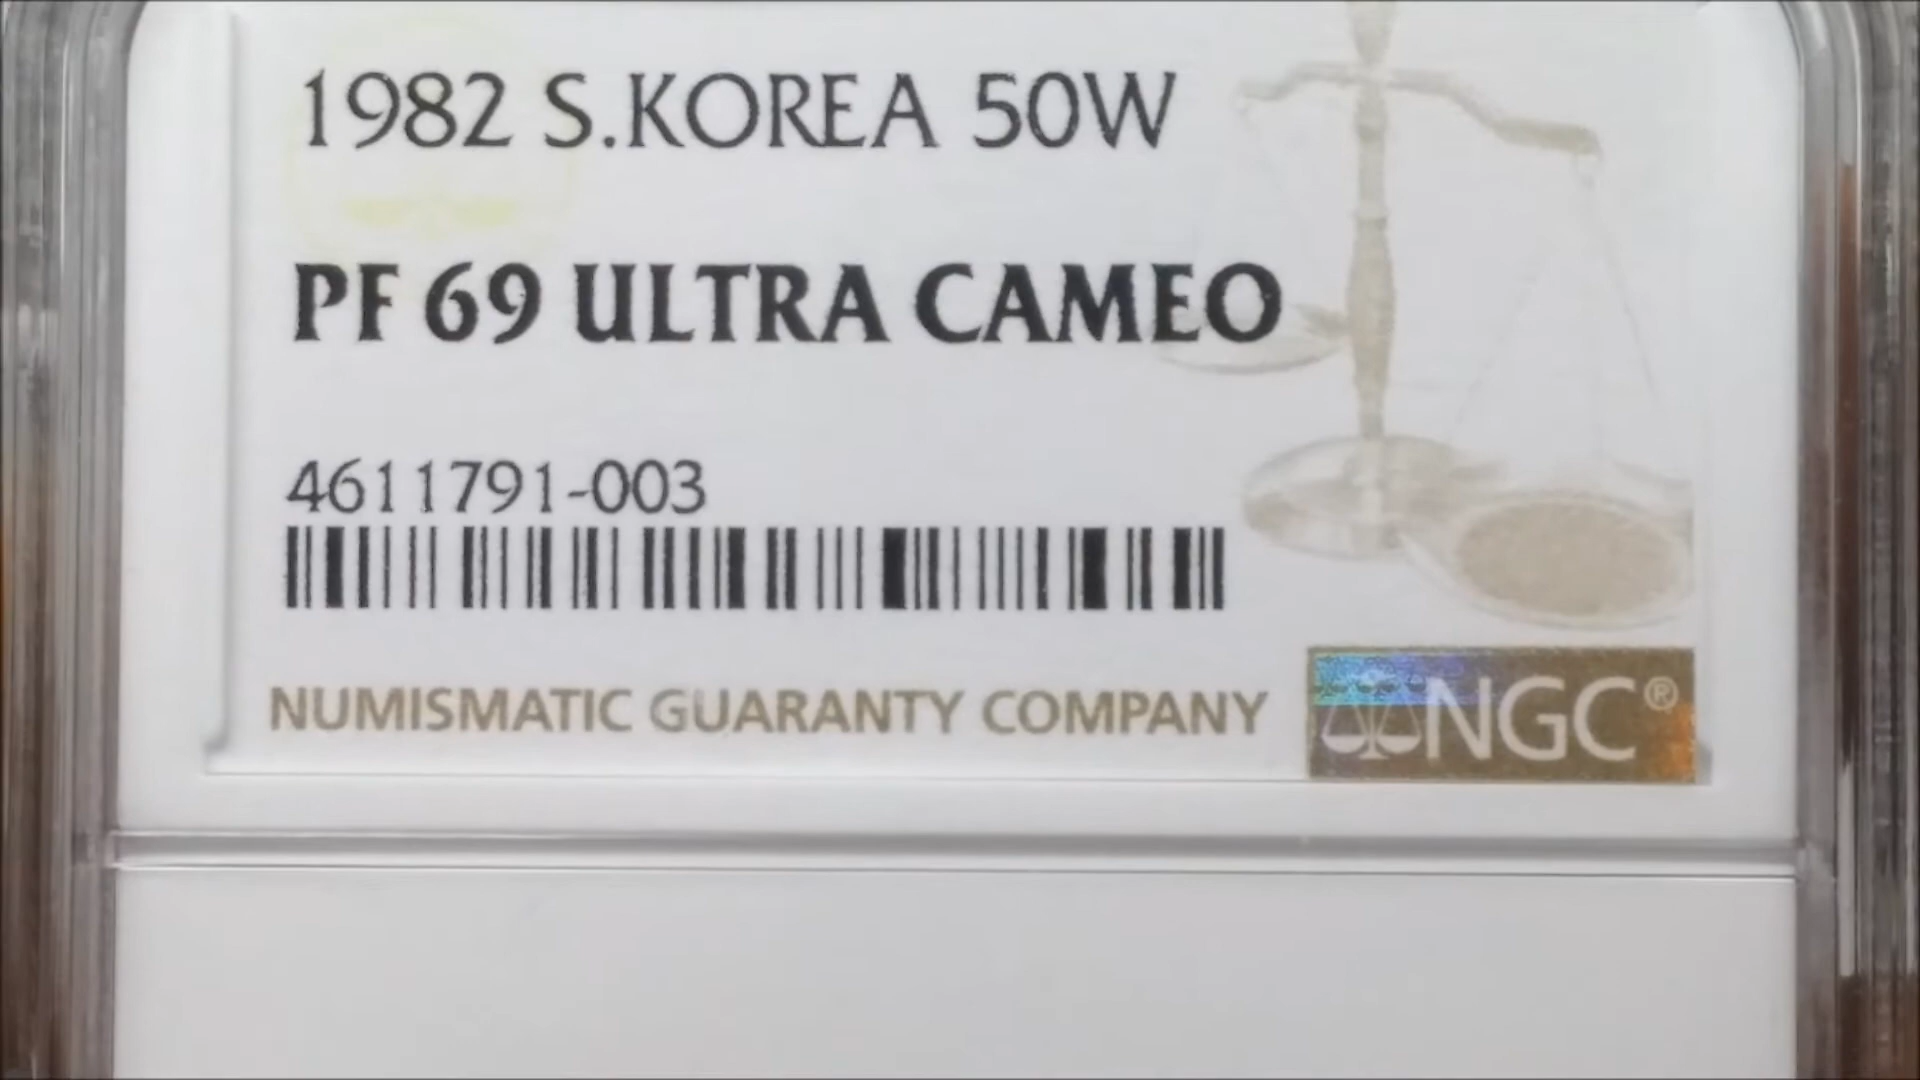 1982 S.KOREA 50W
PF 69 ULTRA CAMEO
4611791-003
NUMISMATIC GUARANTY COMPANY
NGC®